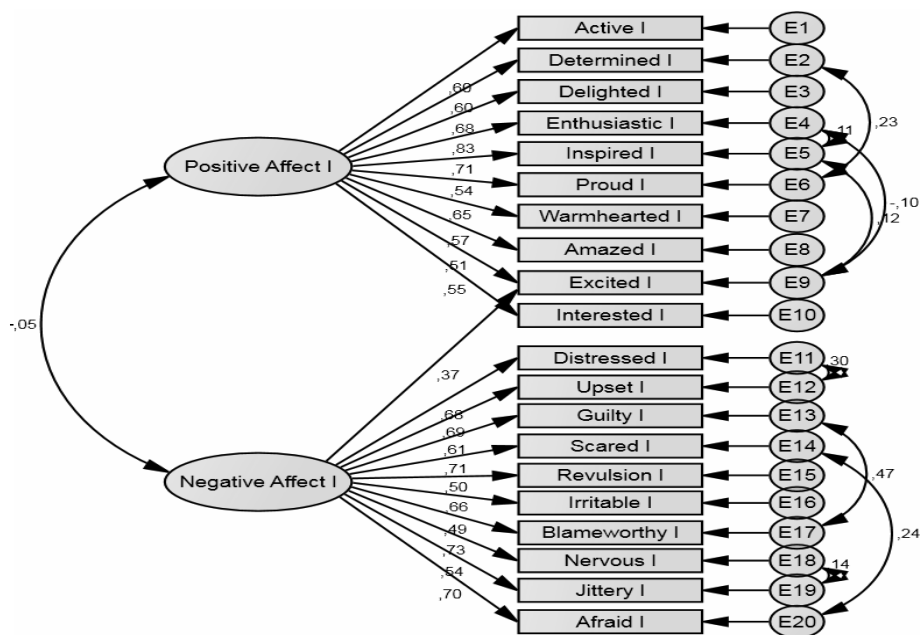 Active I E1
Determined I E2
,60 Delighted I E3
,60 Enthusiastic I E4 ,11 ,23
,68
Positive Affect I ,83 Inspired I E5
,71 Proud I E6
,54 Warmhearted I E7 -,10
,65 ,12
Amazed I E8
,57
,51 Excited I E9
,55 Interested I E10
-,05
Distressed I E11 ,30
,37 Upset I E12
,68 Guilty I E13
,69
,61 Scared I E14
Negative Affect I ,71 Revulsion I E15 ,47
,50 Irritable I E16
,66 Blameworthy I E17 ,24
,49 Nervous I E18 ,14
,73
,54 Jittery I E19
,70 Afraid I E20